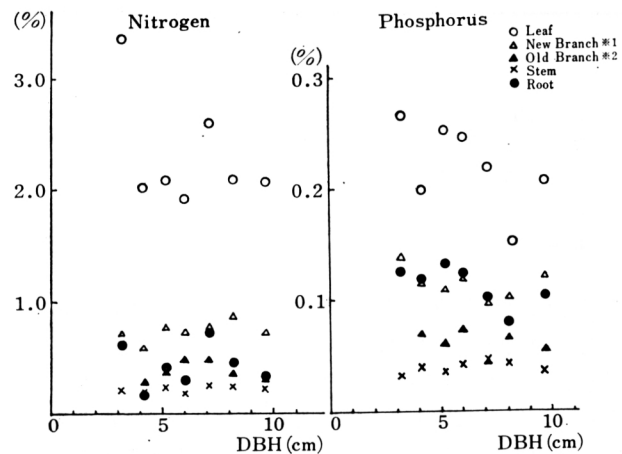 (%)
Nitrogen
3.0
2.0
1.0
0
5
10
DBH (cm)
Phosphorus
(%)
0.3
0.2
0.1
0
5
10
DBH (cm)
Leaf
New Branch ※1
Old Branch ※2
Stem
Root